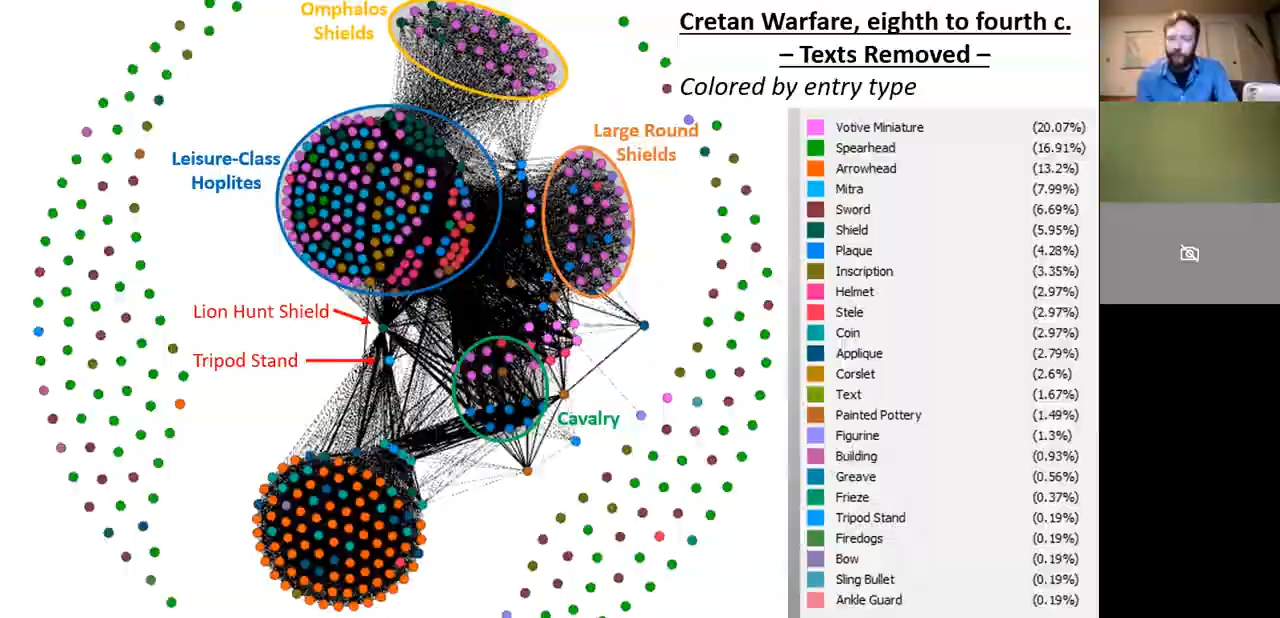 Omphalos
Shields
Cretan Warfare, eighth to fourth c.
– Texts Removed –
Colored by entry type
Leisure-Class
Hoplites
Large Round
Shields
Lion Hunt Shield
Tripod Stand
Cavalry
Votive Miniature (20.07%)
Spearhead (16.91%)
Arrowhead (13.2%)
Mitra (7.99%)
Sword (6.69%)
Shield (5.95%)
Plaque (4.28%)
Inscription (3.35%)
Helmet (2.97%)
Stele (2.97%)
Coin (2.97%)
Applique (2.79%)
Corslet (2.6%)
Text (1.67%)
Painted Pottery (1.49%)
Figurine (1.3%)
Building (0.93%)
Greave (0.56%)
Frieze (0.37%)
Tripod Stand (0.19%)
Firedogs (0.19%)
Bow (0.19%)
Sling Bullet (0.19%)
Ankle Guard (0.19%)